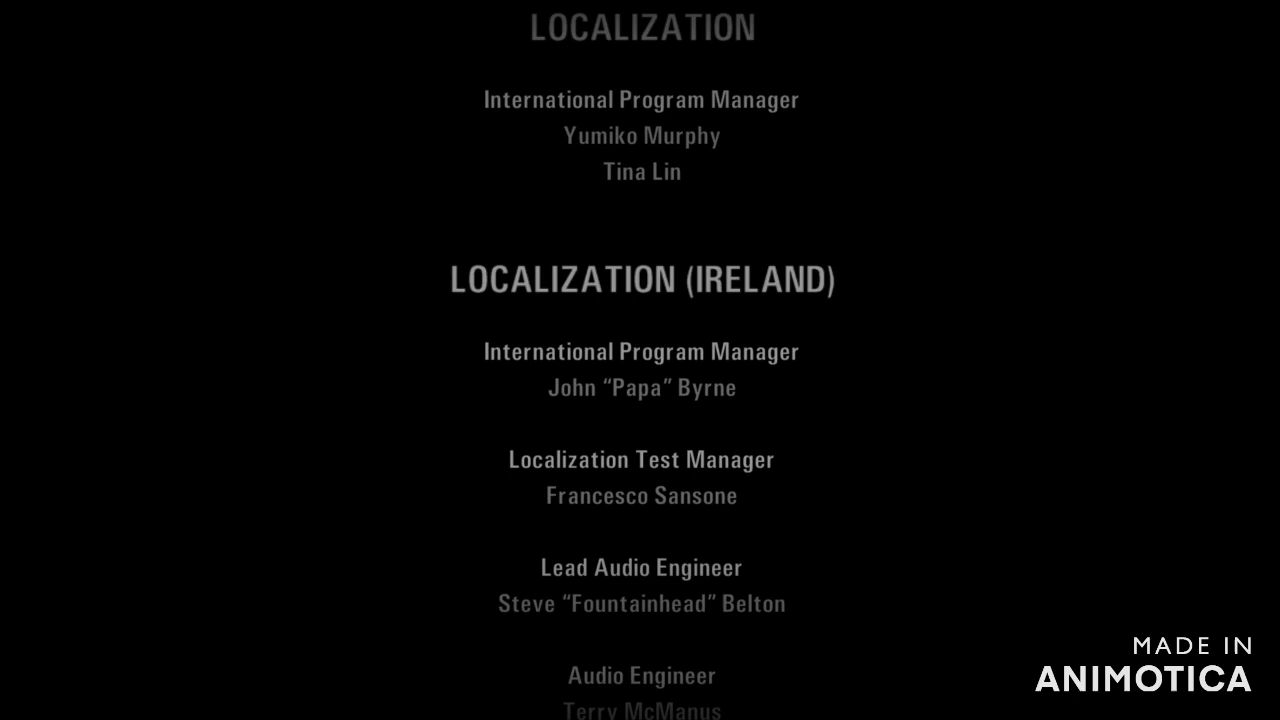 LOCALIZATION
International Program Manager
Yumiko Murphy
Tina Lin
LOCALIZATION (IRELAND)
International Program Manager
John “Papa” Byrne
Localization Test Manager
Francesco Sansone
Lead Audio Engineer
Steve “Fountainhead” Belton
Audio Engineer
Terry McManus
MADE IN
ANIMOTICA